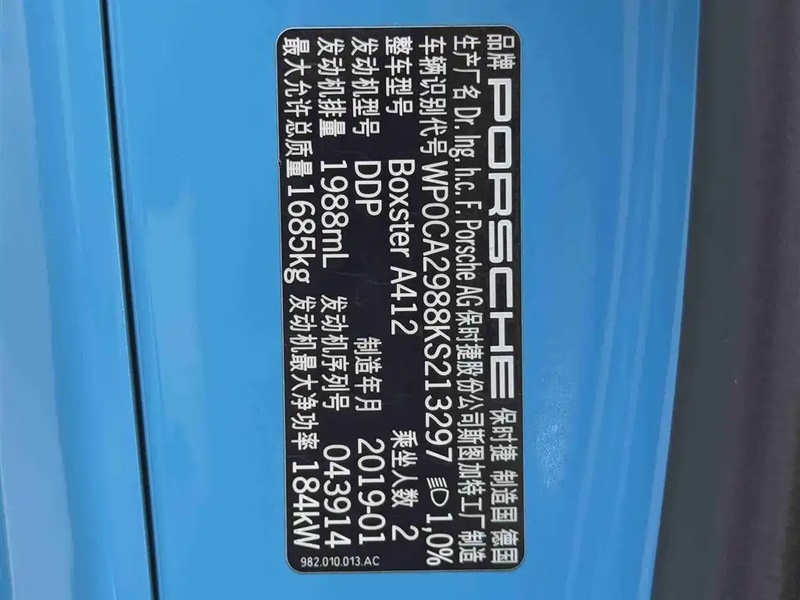 品牌 PORSCHE 保时捷 制造国 德国
生产厂名 Dr. Ing. h.c. F. Porsche AG 保时捷股份公司斯图加特工厂制造
车辆识别代号 WP0CA2988KS213297 1,0%
整车型号 Boxster A412 乘坐人数 2
发动机型号 DDP 制造年月 2019-01
发动机排量 1988mL 发动机序列号 043914
最大允许总质量 1685kg 发动机最大净功率 184kW
982.010.013.AC